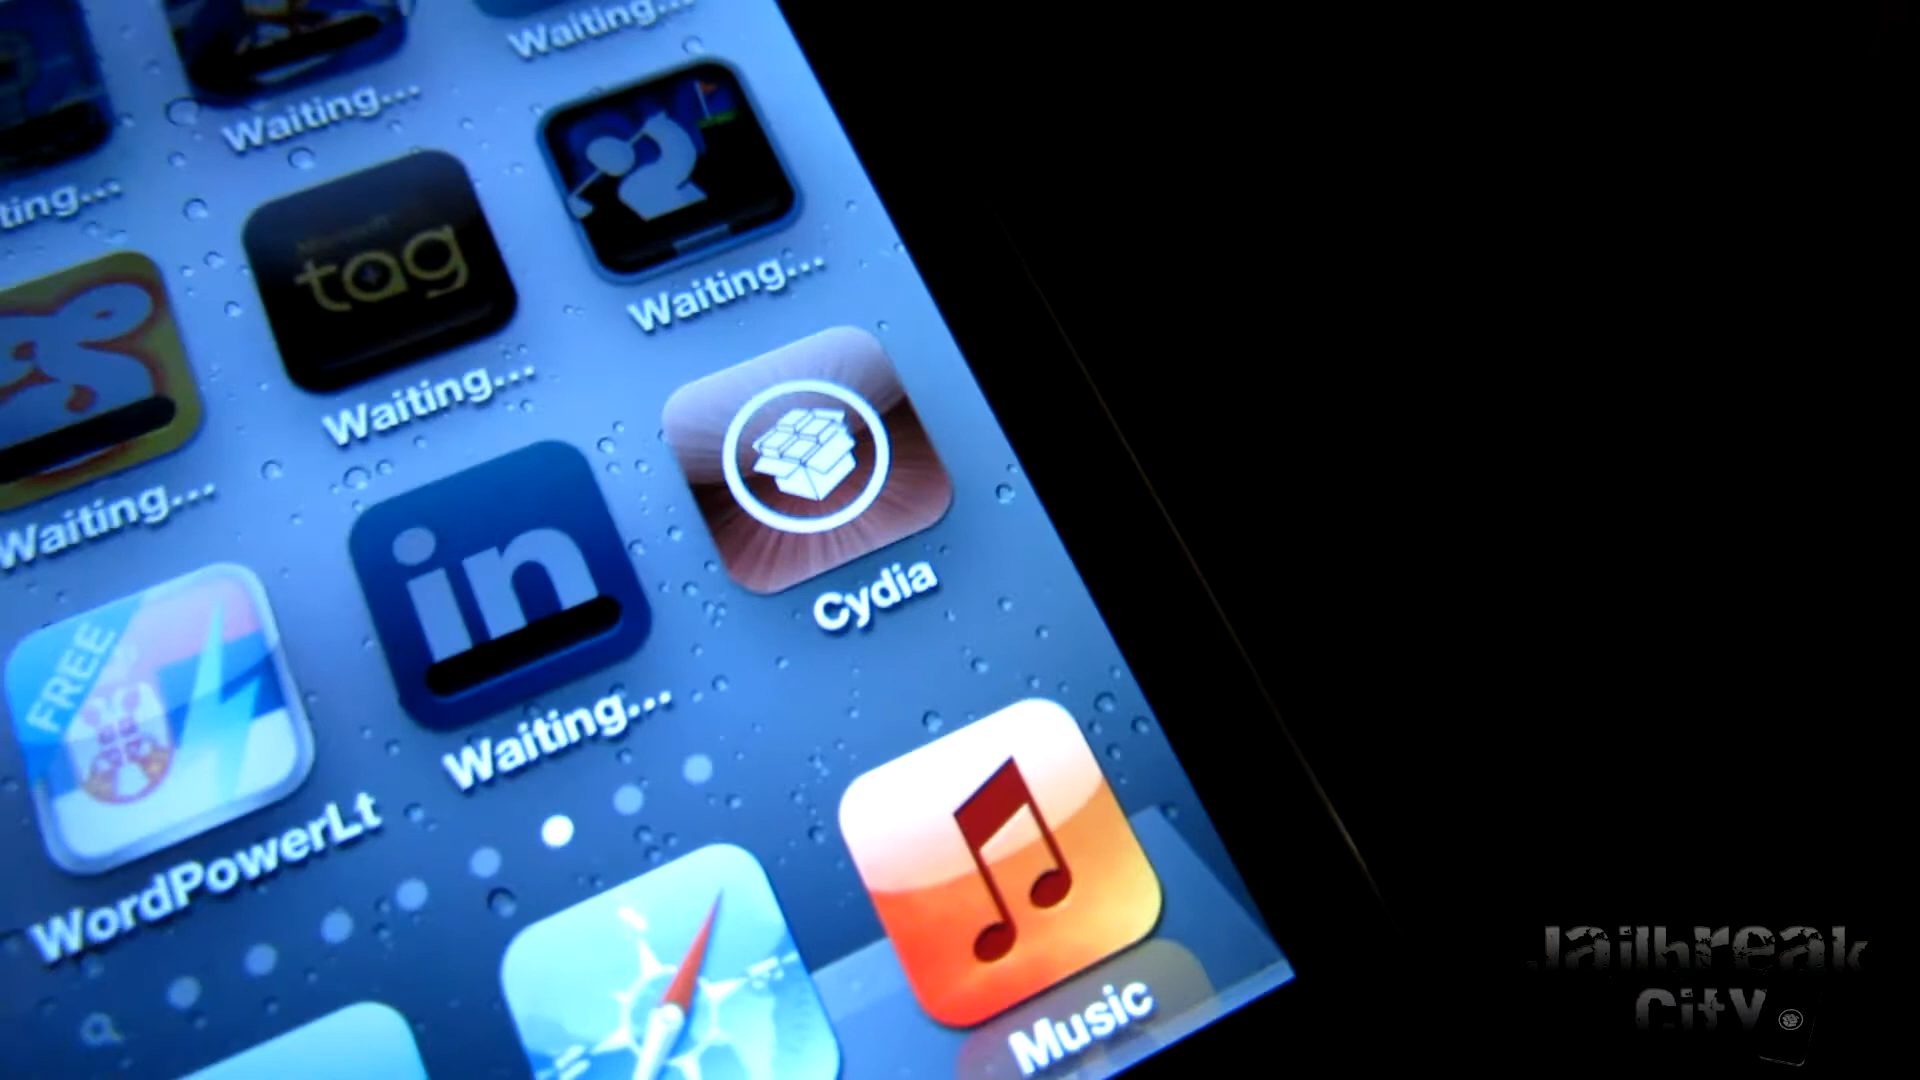 Waiting...
Waiting...
ting...
tag
Waiting...
Waiting...
Waiting...
in
Cydia
FREE
Waiting...
WordPowerLt
Music
Jailbreak
City